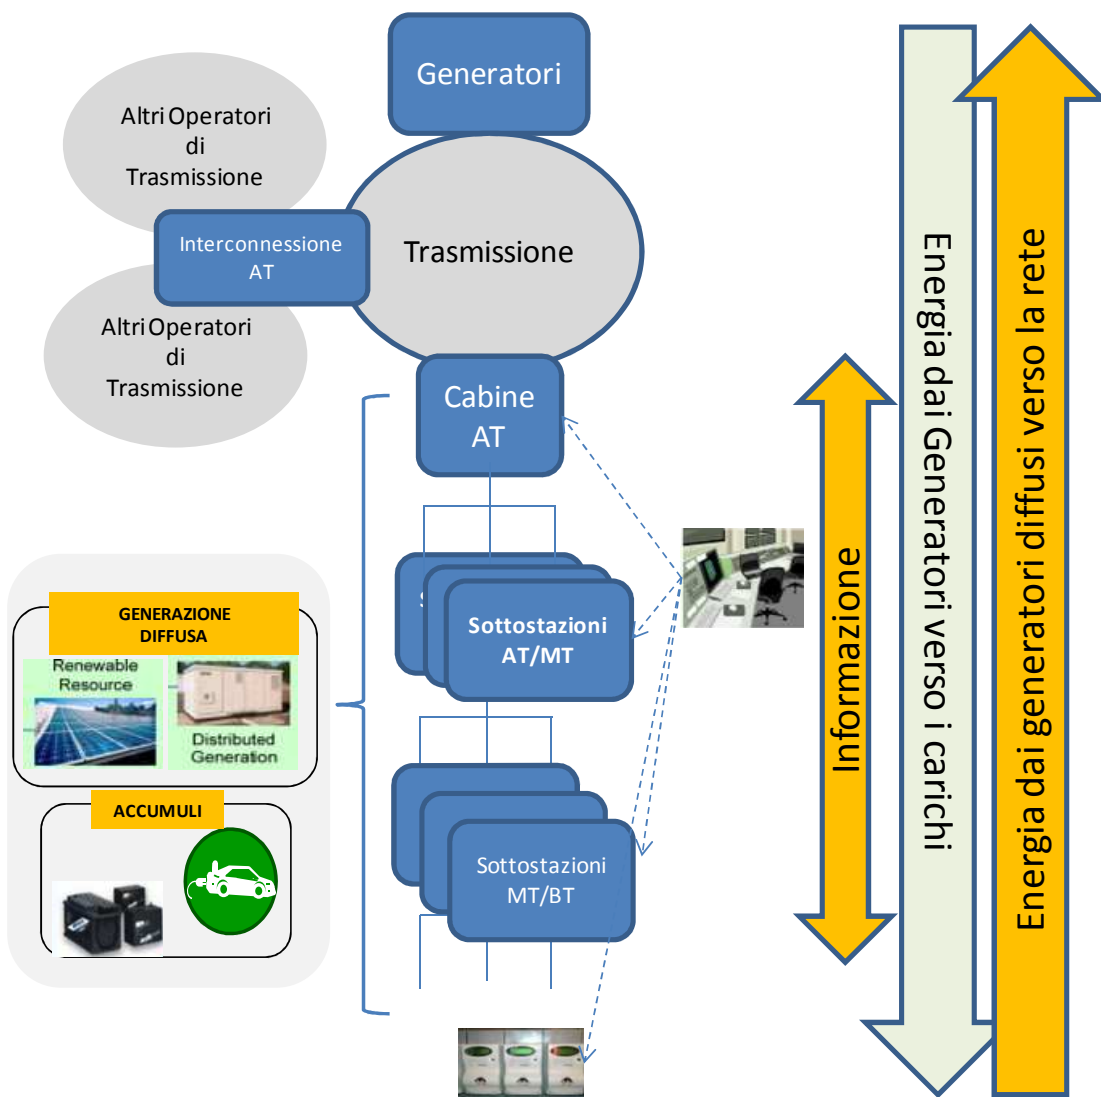 Generatori
Altri Operatori
di
Trasmissione
Interconnessione
AT
Trasmissione
Altri Operatori
di
Trasmissione
Cabine
AT
S
Sottostazioni
AT/MT
GENERAZIONE
DIFFUSA
Renewable
Resource
Distributed
Generation
ACCUMULI
Sottostazioni
MT/BT
Informazione
Energia dai Generatori verso i carichi
Energia dai generatori diffusi verso la rete